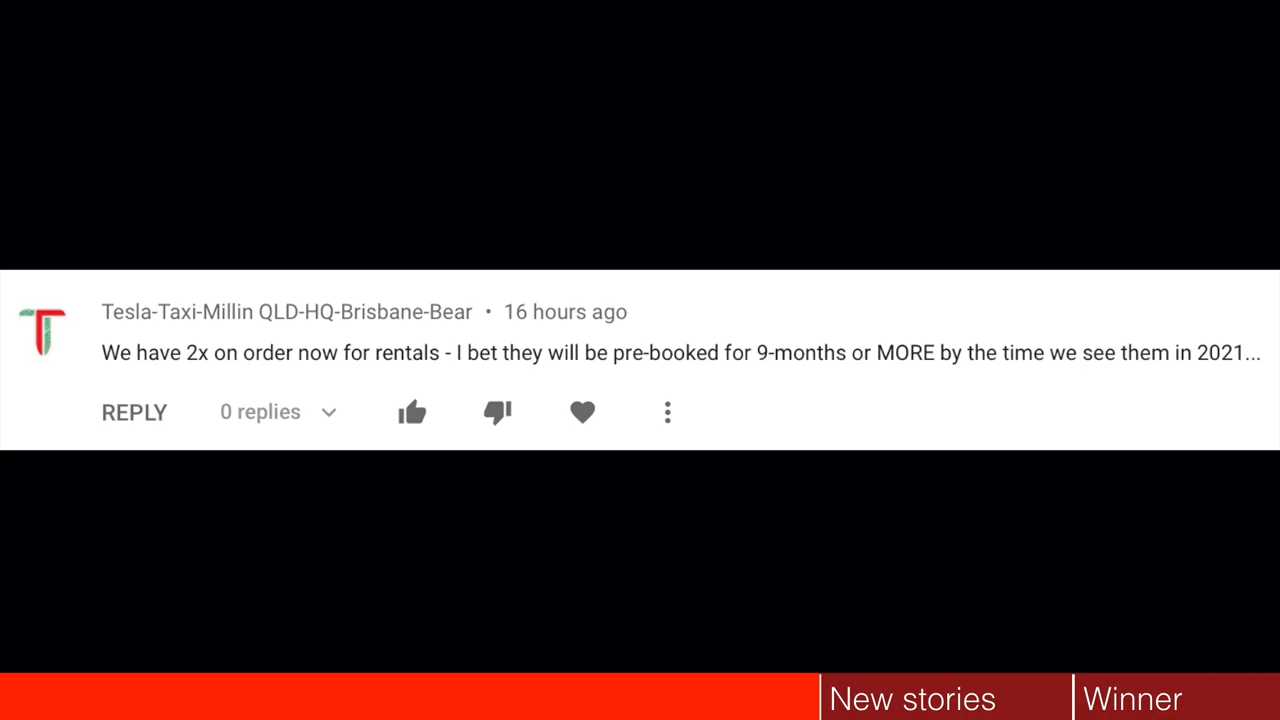 Tesla-Taxi-Millin QLD-HQ-Brisbane-Bear • 16 hours ago
We have 2x on order now for rentals - I bet they will be pre-booked for 9-months or MORE by the time we see them in 2021...
REPLY 0 replies
New stories Winner